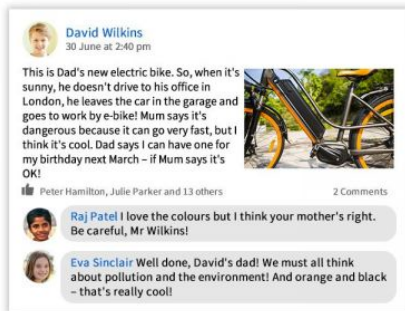 David Wilkins
30 June at 2:40 pm
This is Dad's new electric bike. So, when it's
sunny, he doesn't drive to his office in
London, he leaves the car in the garage and
goes to work by e-bike! Mum says it's
dangerous because it can go very fast, but I
think it's cool. Dad says I can have one for
my birthday next March – if Mum says it's
OK!
Peter Hamilton, Julie Parker and 13 others
2 Comments
Raj Patel I love the colours but I think your mother's right.
Be careful, Mr Wilkins!
Eva Sinclair Well done, David's dad! We must all think
about pollution and the environment! And orange and black
– that's really cool!